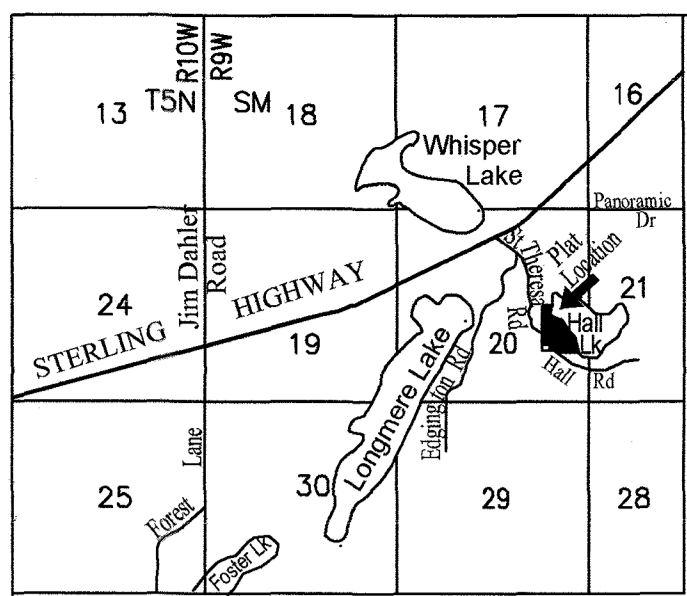 R10W
R9W
16
13
T5N
SM
18
17
Whisper
Lake
Panoramic
Dr
Jim Dahler
Road
St Theresa
Rd
Plat
Location
24
STERLING HIGHWAY
19
20
21
Hall
Lk
Hall Rd
Longmere Lake
Edgington Rd
25
Forest Lane
30
29
28
Foster Lk